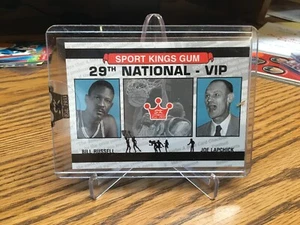 SPORT KINGS GUM
29TH NATIONAL - VIP
BILL RUSSELL
JOE LAPCHICK